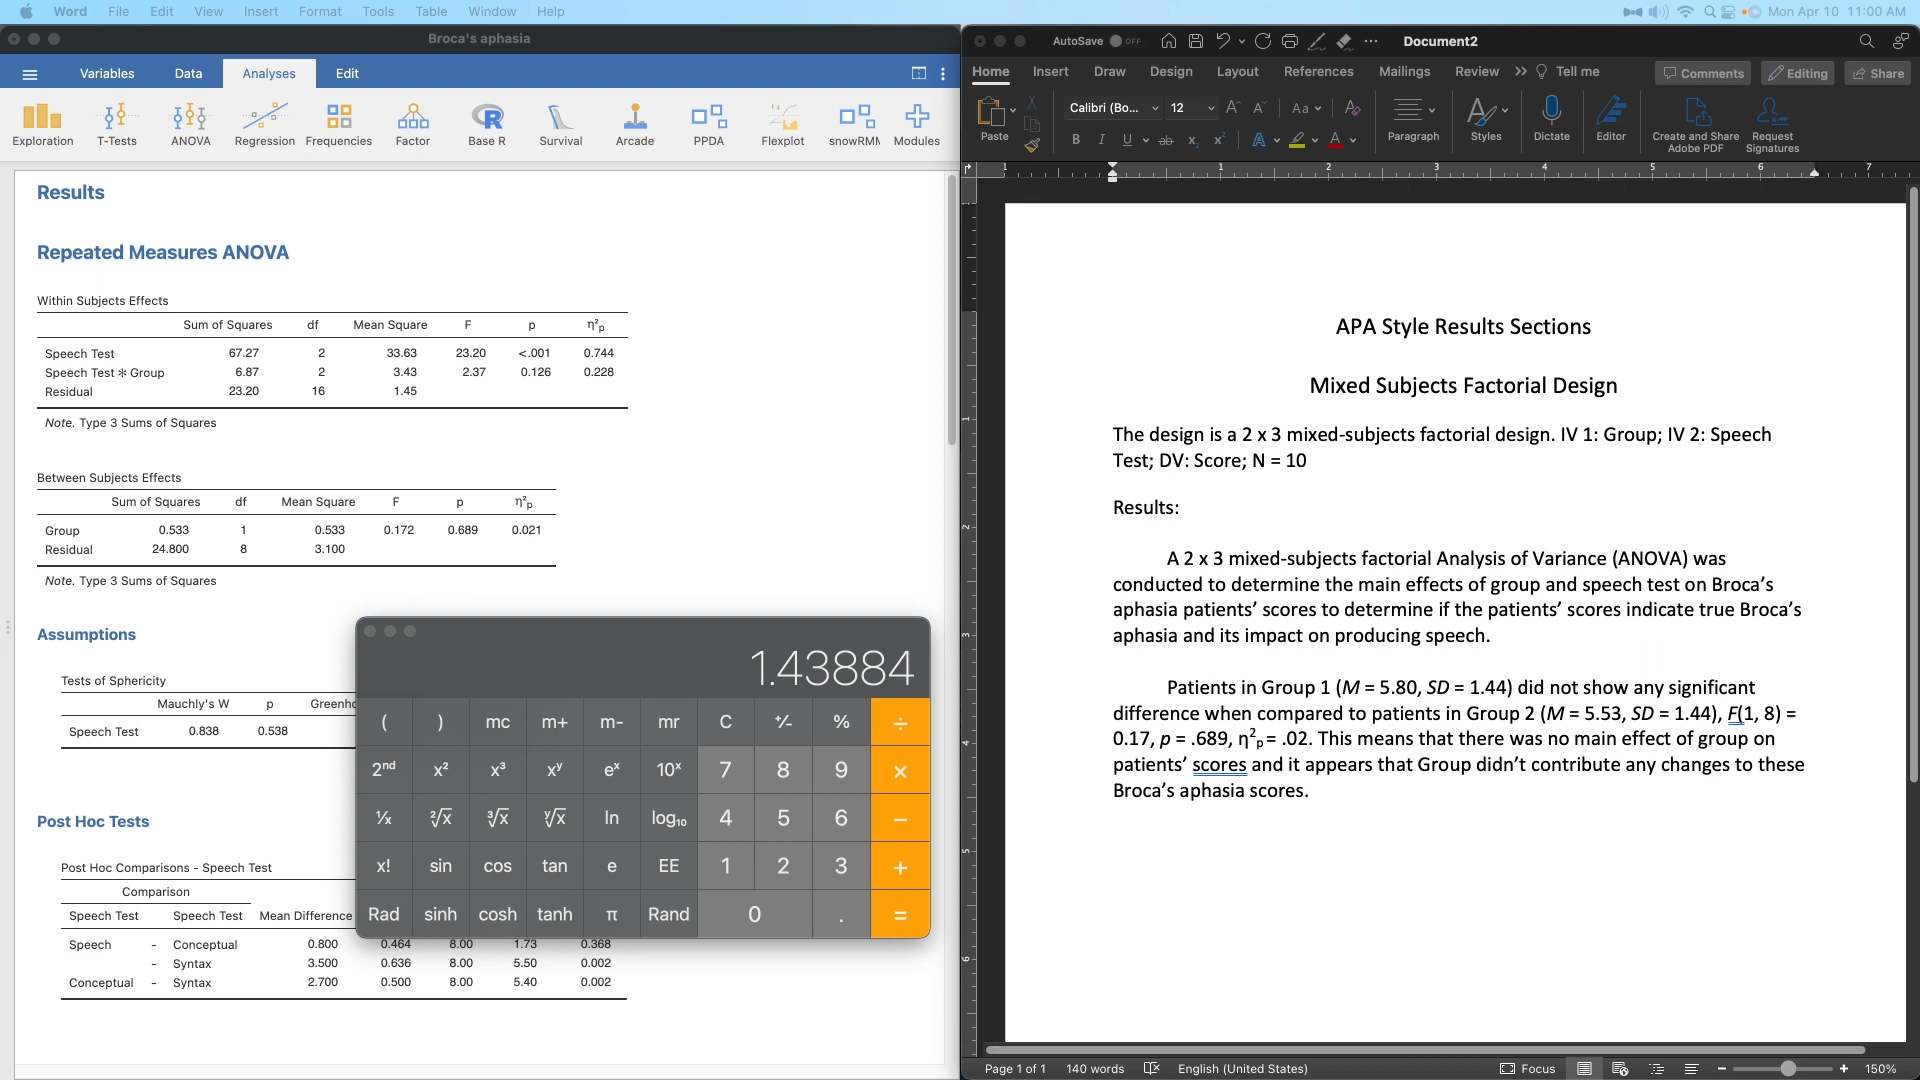 Word File Edit View Insert Format Tools Table Window Help Mon Apr 10 11:00 AM
Broca's aphasia
Variables Data Analyses Edit
Exploration T-Tests ANOVA Regression Frequencies Factor Base R Survival Arcade PPDA Flexplot snowRMM Modules
Results
Repeated Measures ANOVA
Within Subjects Effects
Sum of Squares df Mean Square F p η²p
Speech Test 67.27 2 33.63 23.20 <.001 0.744
Speech Test ✻ Group 6.87 2 3.43 2.37 0.126 0.228
Residual 23.20 16 1.45
Note. Type 3 Sums of Squares
Between Subjects Effects
Sum of Squares df Mean Square F p η²p
Group 0.533 1 0.533 0.172 0.689 0.021
Residual 24.800 8 3.100
Note. Type 3 Sums of Squares
Assumptions
Tests of Sphericity
Mauchly's W p
Speech Test 0.838 0.538
Post Hoc Tests
Post Hoc Comparisons - Speech Test
Comparison
Speech Test Speech Test Mean Difference
Speech - Conceptual 0.800 0.464 8.00 1.73 0.368
- Syntax 3.500 0.636 8.00 5.50 0.002
Conceptual - Syntax 2.700 0.500 8.00 5.40 0.002
1.43884
( ) mc m+ m- mr C +/- % ÷
2nd x² x³ xʸ eˣ 10ˣ 7 8 9 ×
1/x ²√x ³√x ʸ√x ln log₁₀ 4 5 6 −
x! sin cos tan e EE 1 2 3 +
Rad sinh cosh tanh π Rand 0 . =
AutoSave OFF ... Document2
Home Insert Draw Design Layout References Mailings Review >> Tell me Comments Editing Share
Calibri (Bo... 12 A A Aa A
Paste B I U ab x₂ x² A A Paragraph Styles Dictate Editor Create and Share Adobe PDF Request Signatures
1 1 2 3 4 5 6 7
APA Style Results Sections
Mixed Subjects Factorial Design
The design is a 2 x 3 mixed-subjects factorial design. IV 1: Group; IV 2: Speech
Test; DV: Score; N = 10
Results:
A 2 x 3 mixed-subjects factorial Analysis of Variance (ANOVA) was
conducted to determine the main effects of group and speech test on Broca’s
aphasia patients’ scores to determine if the patients’ scores indicate true Broca’s
aphasia and its impact on producing speech.
Patients in Group 1 (M = 5.80, SD = 1.44) did not show any significant
difference when compared to patients in Group 2 (M = 5.53, SD = 1.44), F(1, 8) =
0.17, p = .689, η²p= .02. This means that there was no main effect of group on
patients’ scores and it appears that Group didn’t contribute any changes to these
Broca’s aphasia scores.
Page 1 of 1 140 words English (United States) Focus − + 150%